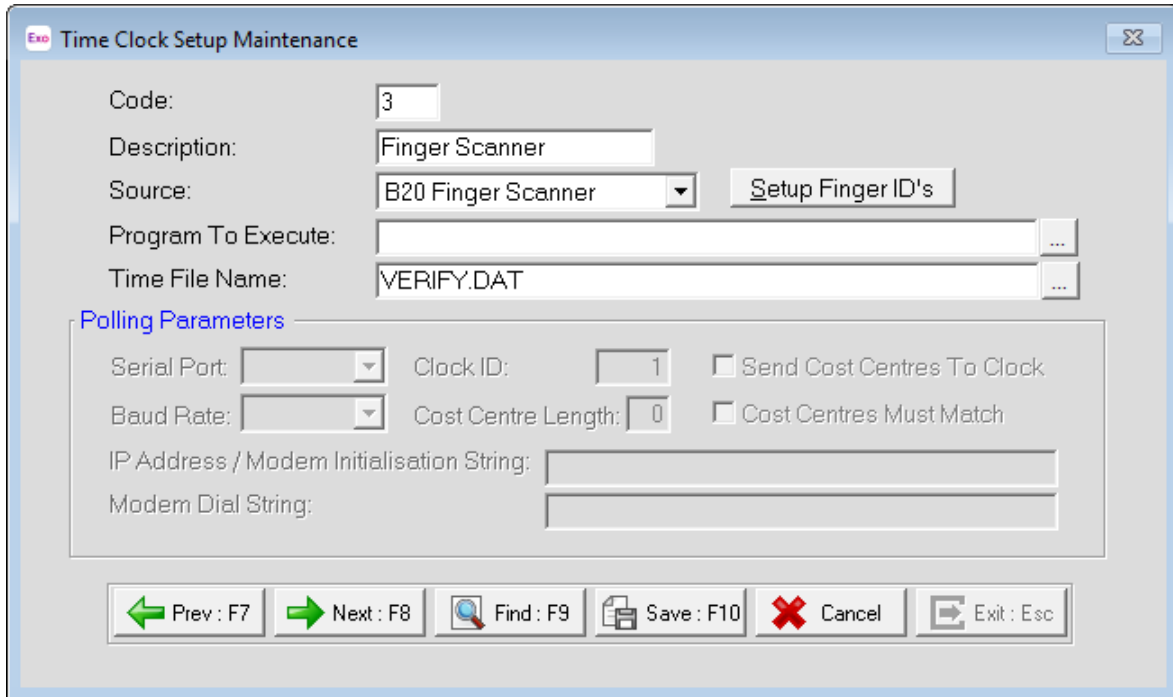 Exo Time Clock Setup Maintenance
Code: 3
Description: Finger Scanner
Source: B20 Finger Scanner Setup Finger ID's
Program To Execute: ...
Time File Name: VERIFY.DAT ...
Polling Parameters
Serial Port: Clock ID: 1 Send Cost Centres To Clock
Baud Rate: Cost Centre Length: 0 Cost Centres Must Match
IP Address / Modem Initialisation String:
Modem Dial String:
Prev : F7 Next : F8 Find : F9 Save : F10 Cancel Exit : Esc